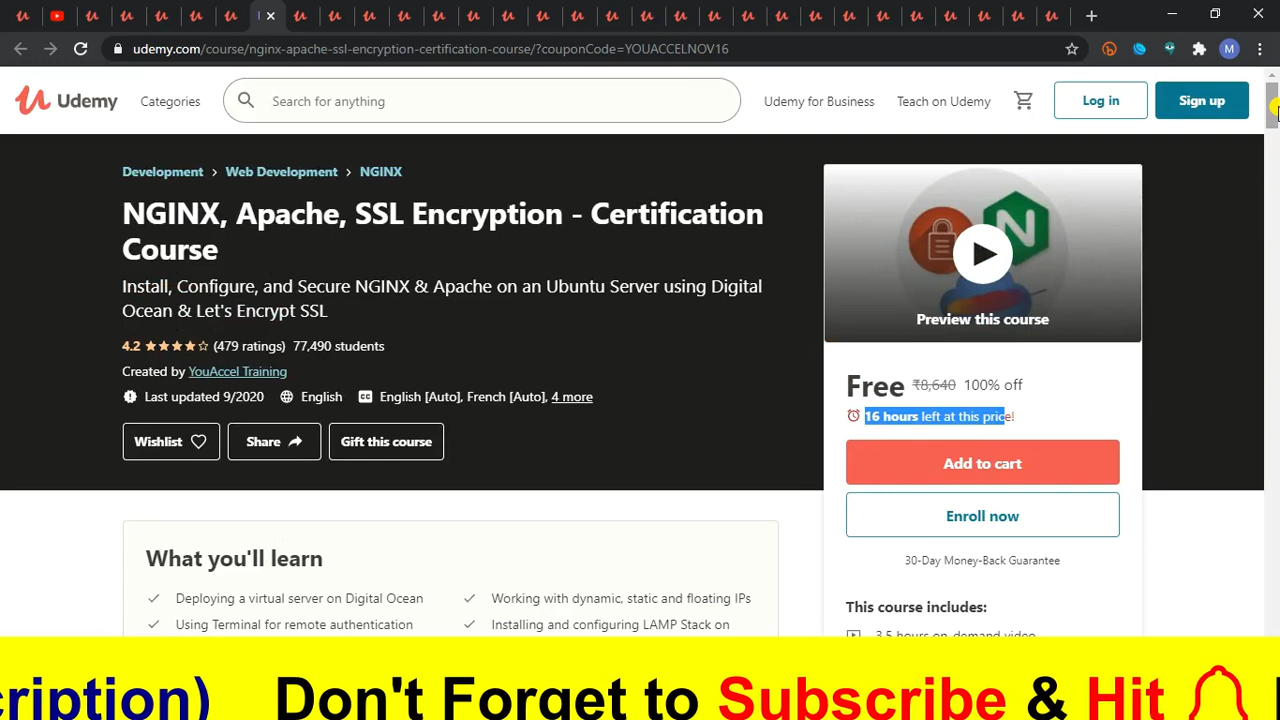 udemy.com/course/nginx-apache-ssl-encryption-certification-course/?couponCode=YOUACCELNOV16
M
Udemy
Categories
Search for anything
Udemy for Business
Teach on Udemy
Log in
Sign up
Development > Web Development > NGINX
NGINX, Apache, SSL Encryption - Certification
Course
Install, Configure, and Secure NGINX & Apache on an Ubuntu Server using Digital
Ocean & Let's Encrypt SSL
4.2 (479 ratings) 77,490 students
Created by YouAccel Training
Last updated 9/2020 English English [Auto], French [Auto], 4 more
Wishlist
Share
Gift this course
Preview this course
Free ₹8,640 100% off
16 hours left at this price!
Add to cart
Enroll now
30-Day Money-Back Guarantee
This course includes:
3.5 hours on-demand video
What you'll learn
Deploying a virtual server on Digital Ocean
Working with dynamic, static and floating IPs
Using Terminal for remote authentication
Installing and configuring LAMP Stack on
cription) Don't Forget to Subscribe & Hit